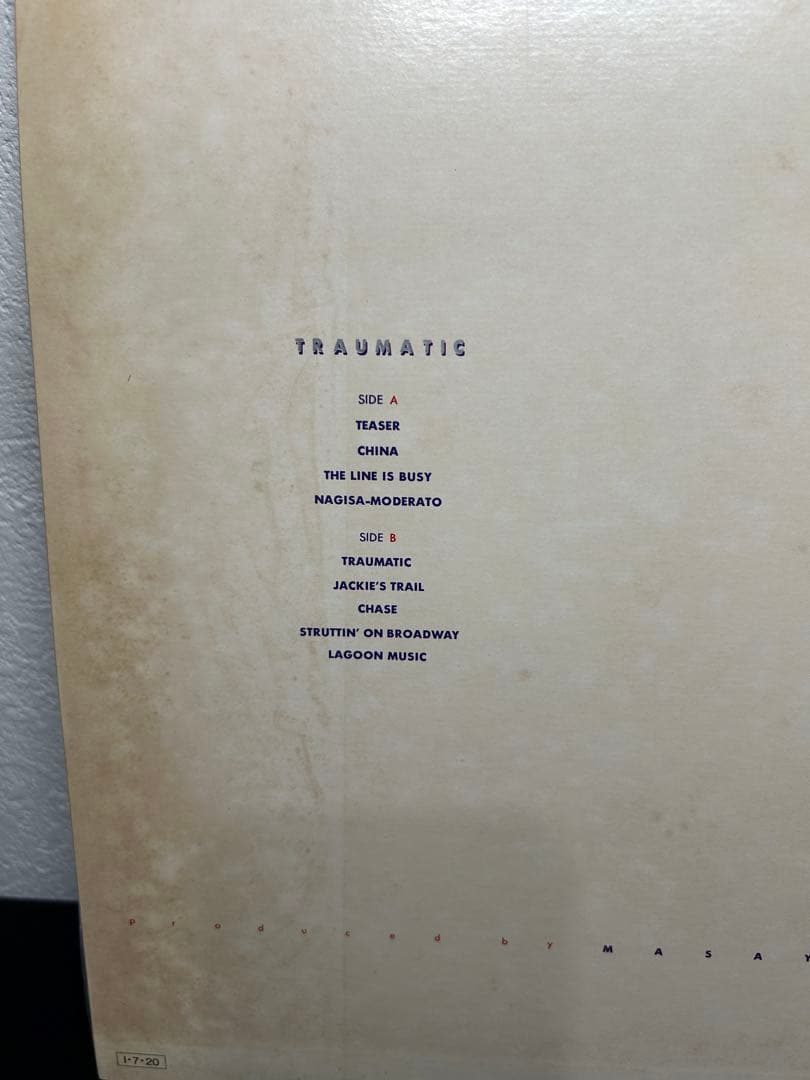 TRAUMATIC
SIDE A
TEASER
CHINA
THE LINE IS BUSY
NAGISA-MODERATO
SIDE B
TRAUMATIC
JACKIE'S TRAIL
CHASE
STRUTTIN' ON BROADWAY
LAGOON MUSIC
produced by MASAY
1•7•20